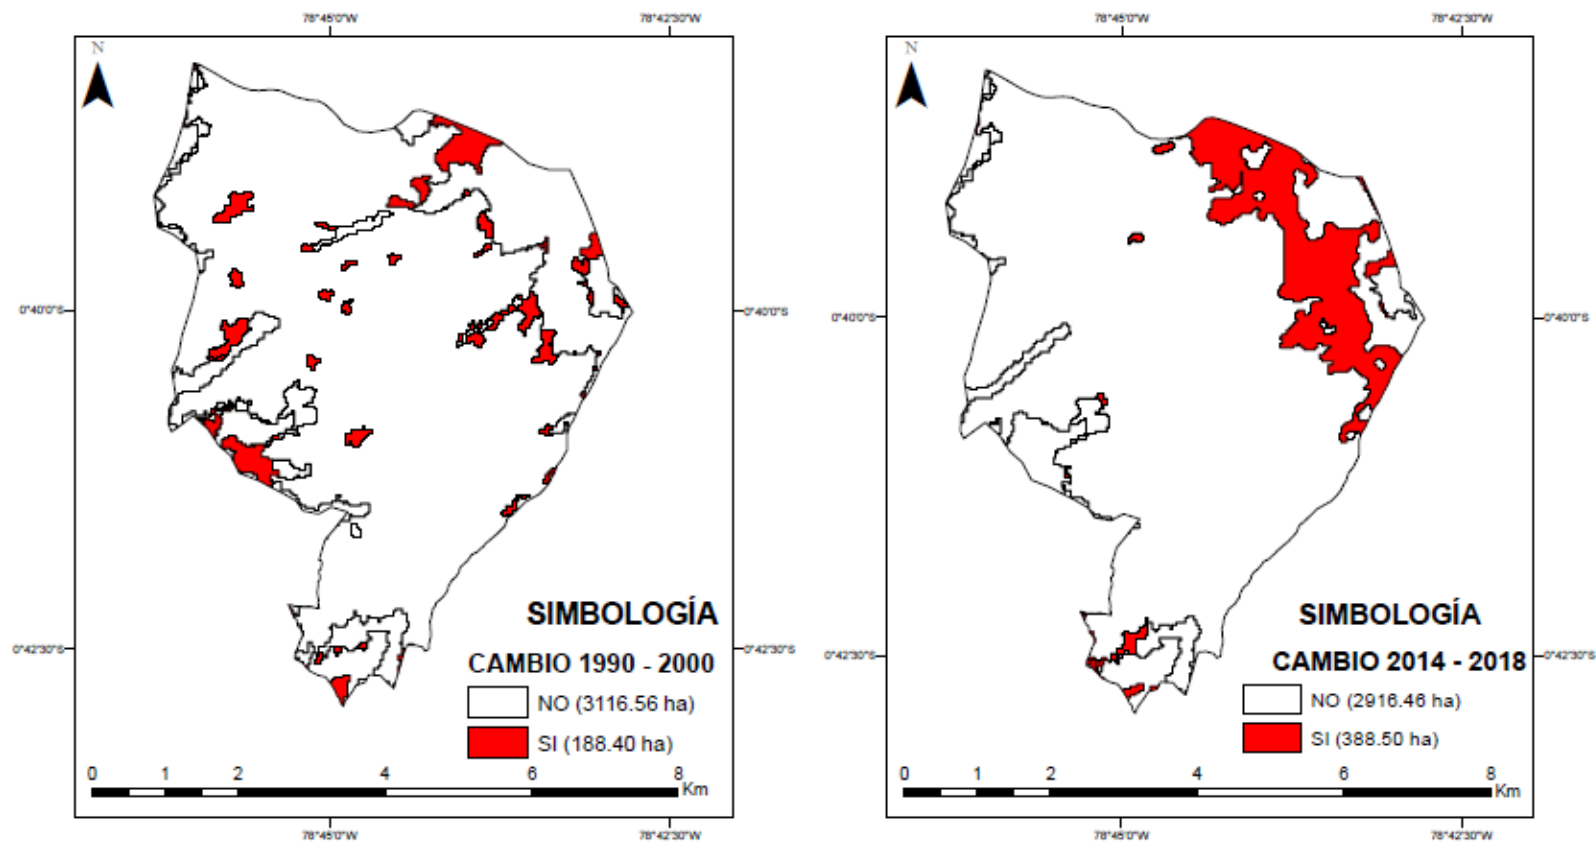 78°45'0"W 78°42'30"W
N
0°40'0"S 0°40'0"S
SIMBOLOGÍA
0°42'30"S 0°42'30"S
CAMBIO 1990 - 2000
NO (3116.56 ha)
SI (188.40 ha)
0 2 4 6 8
Km
78°45'0"W 78°42'30"W
78°45'0"W 78°42'30"W
N
0°40'0"S 0°40'0"S
SIMBOLOGÍA
0°42'30"S 0°42'30"S
CAMBIO 2014 - 2018
NO (2916.46 ha)
SI (388.50 ha)
0 1 2 4 6 8
Km
78°45'0"W 78°42'30"W